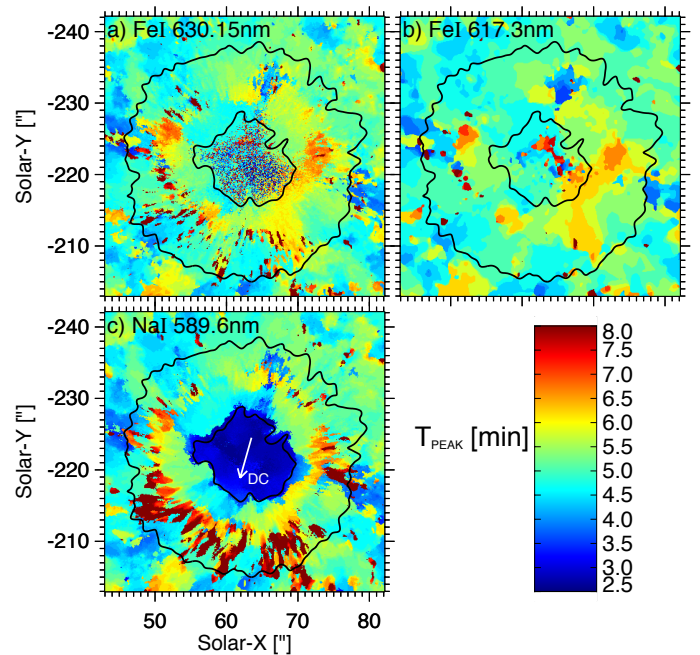 a) FeI 630.15nm
b) FeI 617.3nm
-240
-230
-220
-210
Solar-Y ["]
c) NaI 589.6nm
-240
-230
-220
-210
Solar-Y ["]
DC
50 60 70 80
Solar-X ["]
T_PEAK [min]
8.0
7.5
7.0
6.5
6.0
5.5
5.0
4.5
4.0
3.5
3.0
2.5